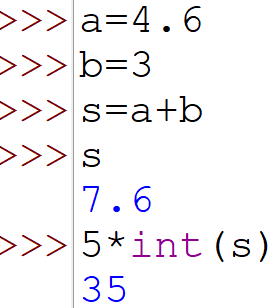 >>> a=4.6
>>> b=3
>>> s=a+b
>>> s
7.6
>>> 5*int(s)
35